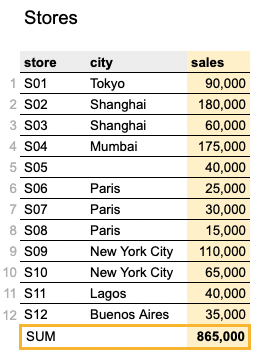 Stores
store city sales
1 S01 Tokyo 90,000
2 S02 Shanghai 180,000
3 S03 Shanghai 60,000
4 S04 Mumbai 175,000
5 S05 40,000
6 S06 Paris 25,000
7 S07 Paris 30,000
8 S08 Paris 15,000
9 S09 New York City 110,000
10 S10 New York City 65,000
11 S11 Lagos 40,000
12 S12 Buenos Aires 35,000
SUM 865,000